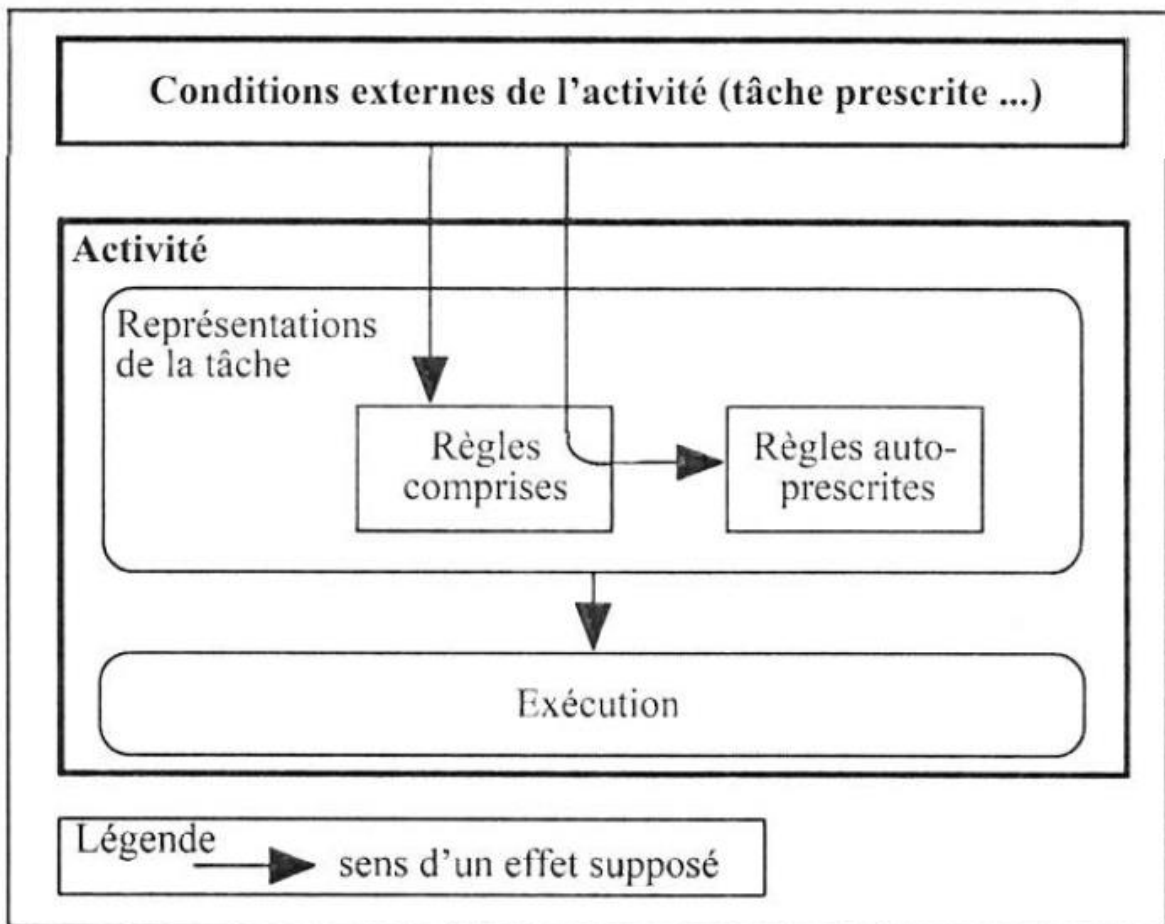 Conditions externes de l'activité (tâche prescrite ...)
Activité
Représentations
de la tâche
Règles
comprises
Règles auto-
prescrites
Exécution
Légende
sens d'un effet supposé